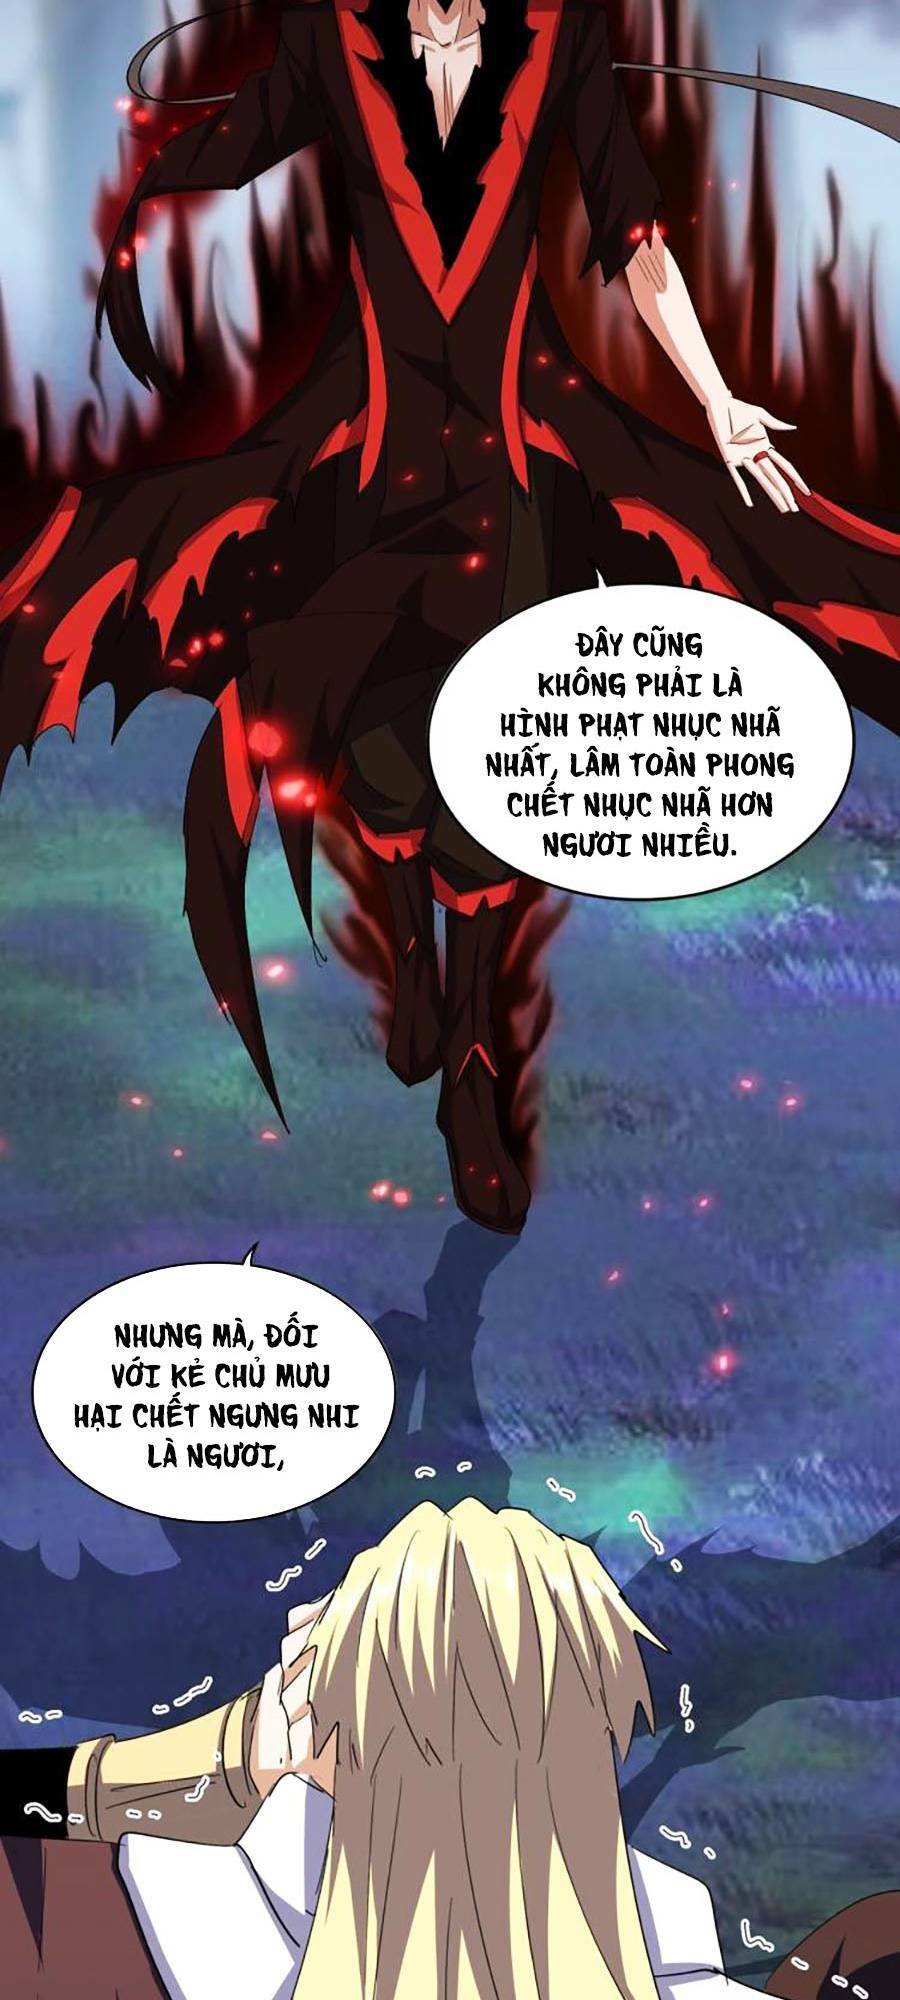 ĐÂY CŨNG
KHÔNG PHẢI LÀ
HÌNH PHẠT NHỤC NHÃ
NHẤT, LÂM TOÀN PHONG
CHẾT NHỤC NHÃ HƠN
NGƯƠI NHIỀU.
NHƯNG MÀ, ĐỐI
VỚI KẺ CHỦ MƯU
HẠI CHẾT NGƯNG NHI
LÀ NGƯƠI,